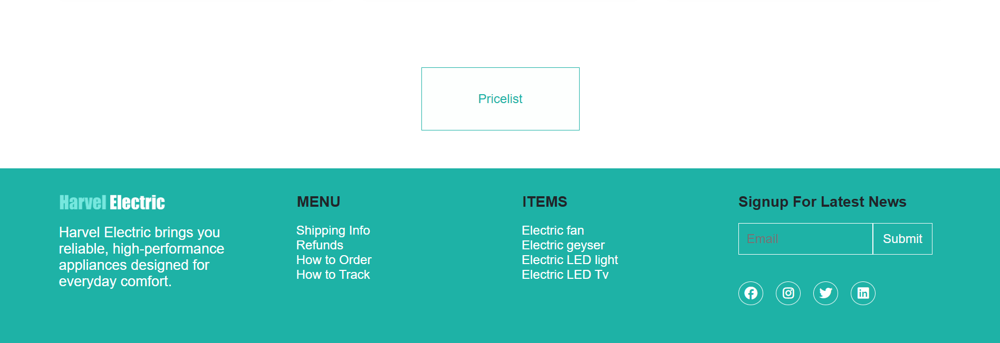 Pricelist
Harvel Electric
Harvel Electric brings you
reliable, high-performance
appliances designed for
everyday comfort.
MENU
Shipping Info
Refunds
How to Order
How to Track
ITEMS
Electric fan
Electric geyser
Electric LED light
Electric LED Tv
Signup For Latest News
Email
Submit